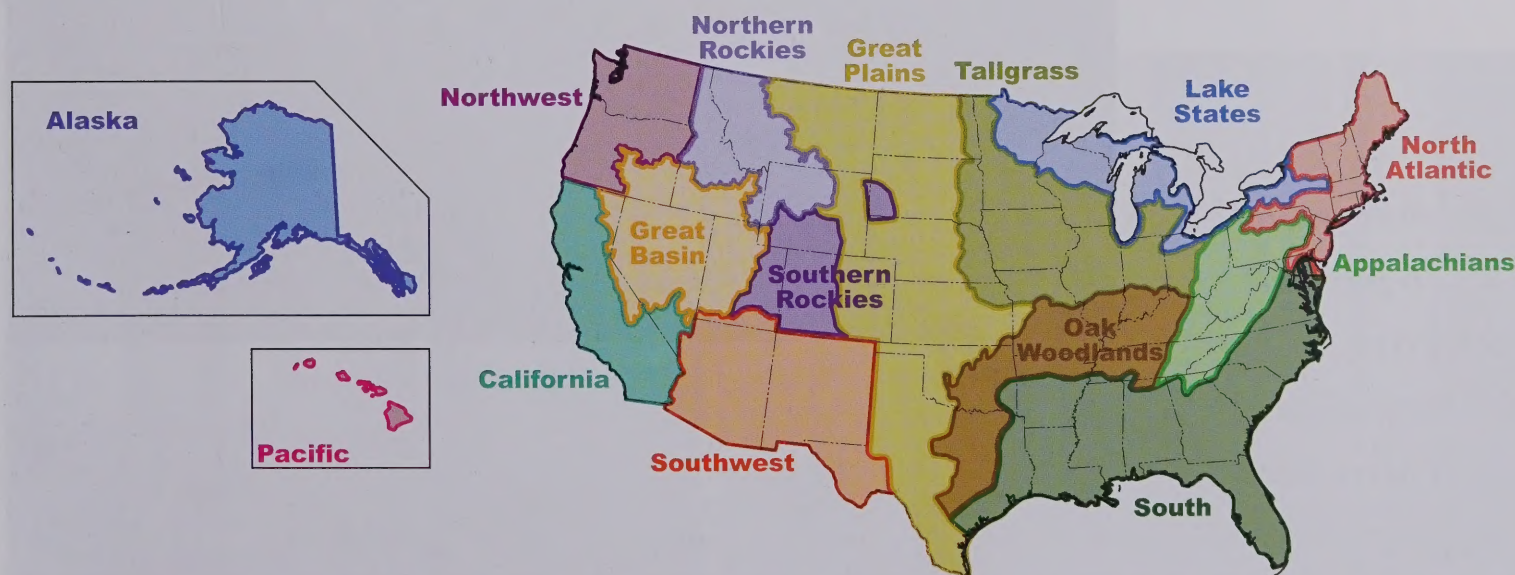 Northern
Rockies
Great
Plains
Tallgrass
Northwest
Lake
States
Alaska
North
Atlantic
Great
Basin
Southern
Rockies
Appalachians
Oak
Woodlands
California
Pacific
Southwest
South